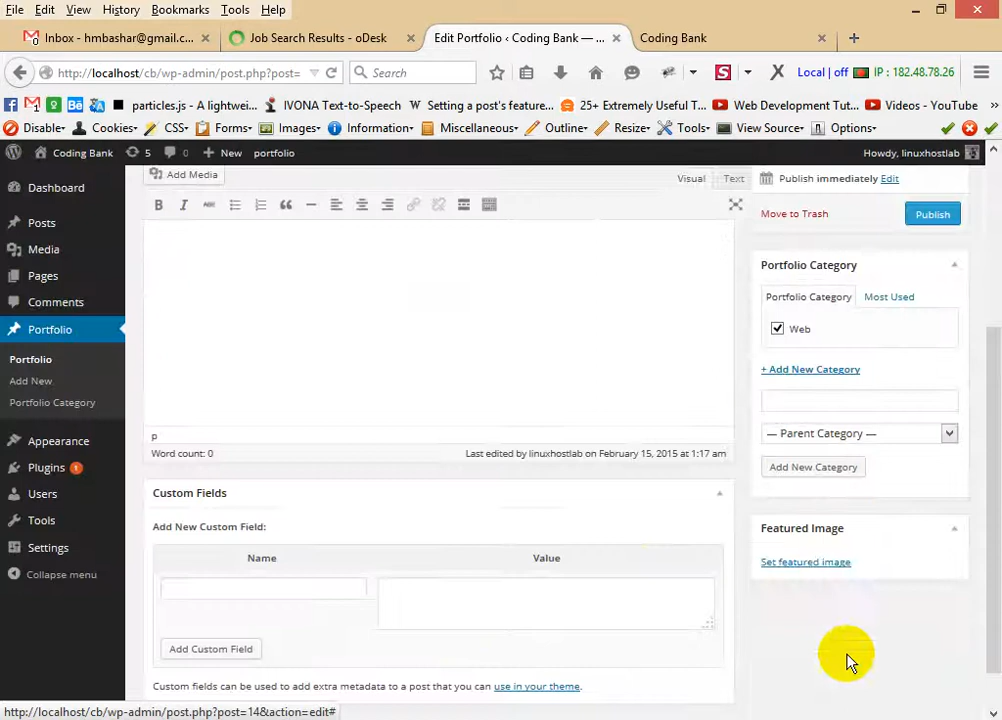 File Edit View History Bookmarks Tools Help
Inbox - hmbashar@gmail.c... × Job Search Results - oDesk × Edit Portfolio ‹ Coding Bank — ... × Coding Bank ×
http://localhost/cb/wp-admin/post.php?post= Search Local | off IP : 182.48.78.26
particles.js - A lightwei... IVONA Text-to-Speech Setting a post's feature... 25+ Extremely Useful T... Web Development Tut... Videos - YouTube
Disable Cookies CSS Forms Images Information Miscellaneous Outline Resize Tools View Source Options
Coding Bank 5 0 New portfolio Howdy, linuxhostlab
Dashboard
Posts
Media
Pages
Comments
Portfolio
Portfolio
Add New
Portfolio Category
Appearance
Plugins 1
Users
Tools
Settings
Collapse menu
Add Media Visual Text
p
Word count: 0 Last edited by linuxhostlab on February 15, 2015 at 1:17 am
Custom Fields
Add New Custom Field:
Name Value
Add Custom Field
Custom fields can be used to add extra metadata to a post that you can use in your theme.
Publish immediately Edit
Move to Trash Publish
Portfolio Category
Portfolio Category Most Used
Web
+ Add New Category
— Parent Category —
Add New Category
Featured Image
Set featured image
http://localhost/cb/wp-admin/post.php?post=14&action=edit#